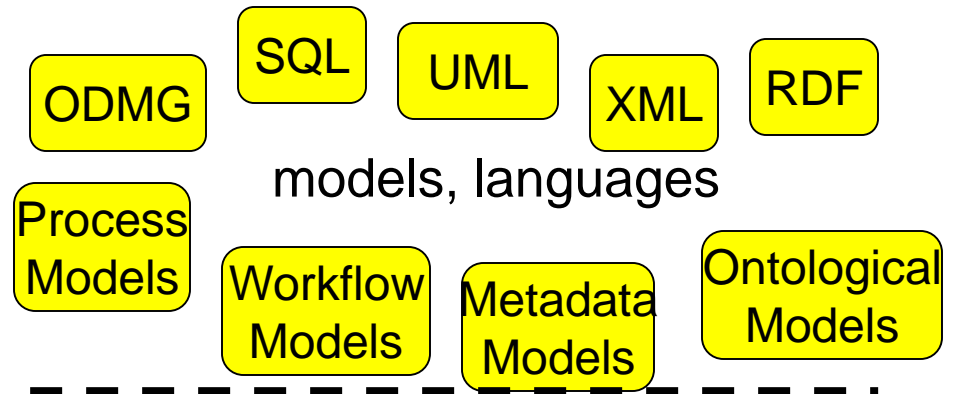 ODMG
SQL
UML
XML
RDF
models, languages
Process
Models
Workflow
Models
Metadata
Models
Ontological
Models